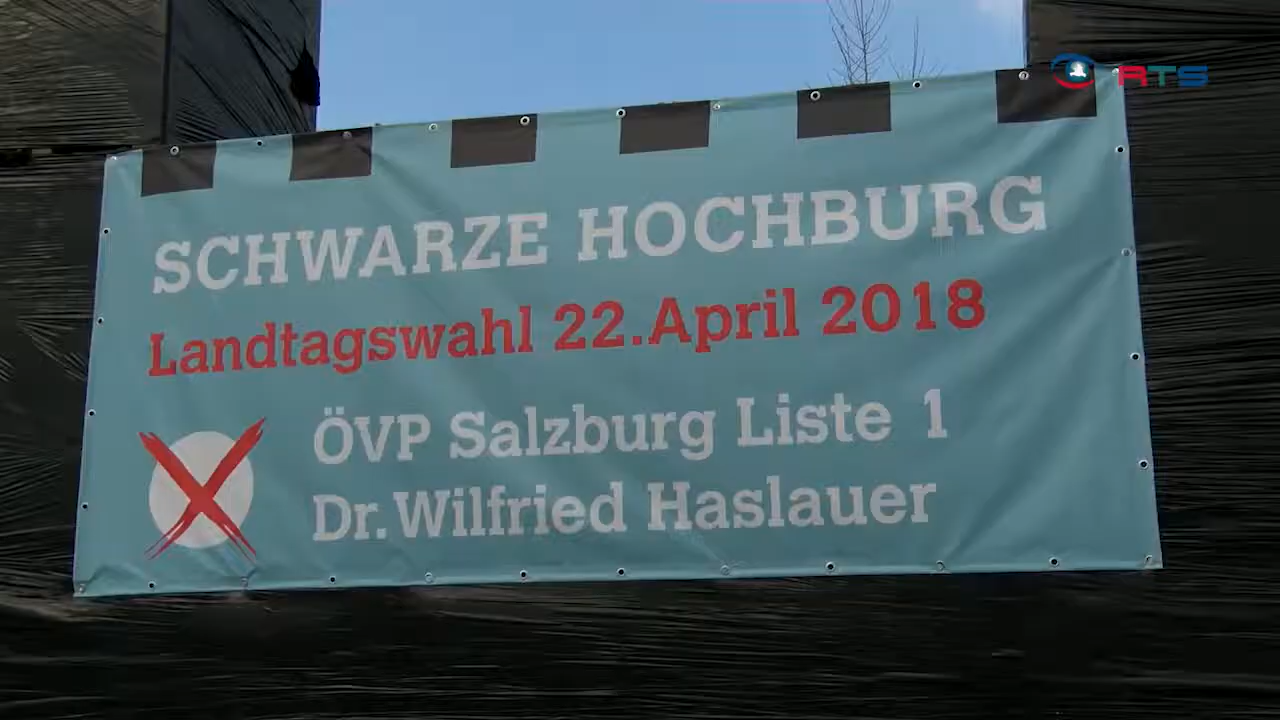 RTS
SCHWARZE HOCHBURG
Landtagswahl 22.April 2018
ÖVP Salzburg Liste 1
Dr.Wilfried Haslauer